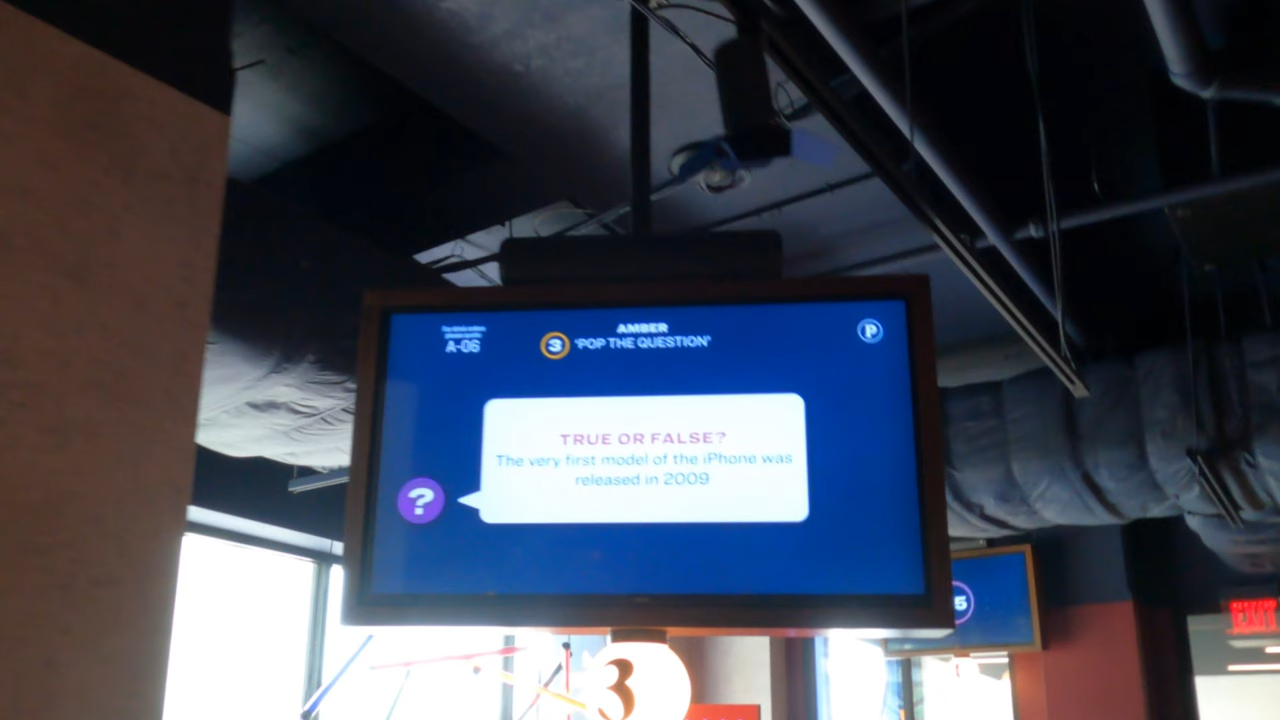 A-06
AMBER
3 'POP THE QUESTION'
P
TRUE OR FALSE?
The very first model of the iPhone was
released in 2009
?
5
EXIT
3